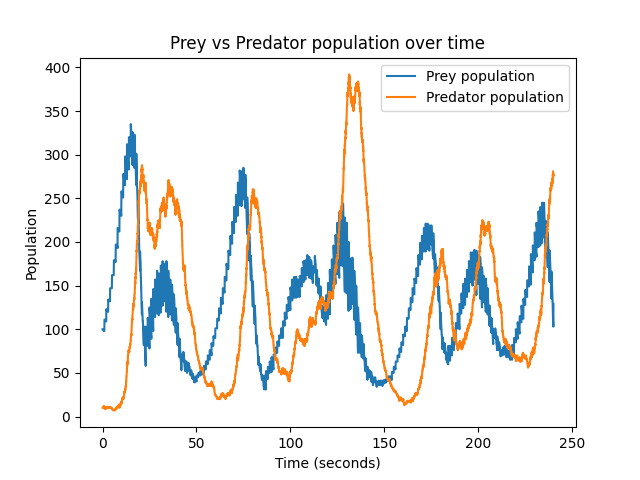 Prey vs Predator population over time
Prey population
Predator population
Population
400
350
300
250
200
150
100
50
0
0 50 100 150 200 250
Time (seconds)